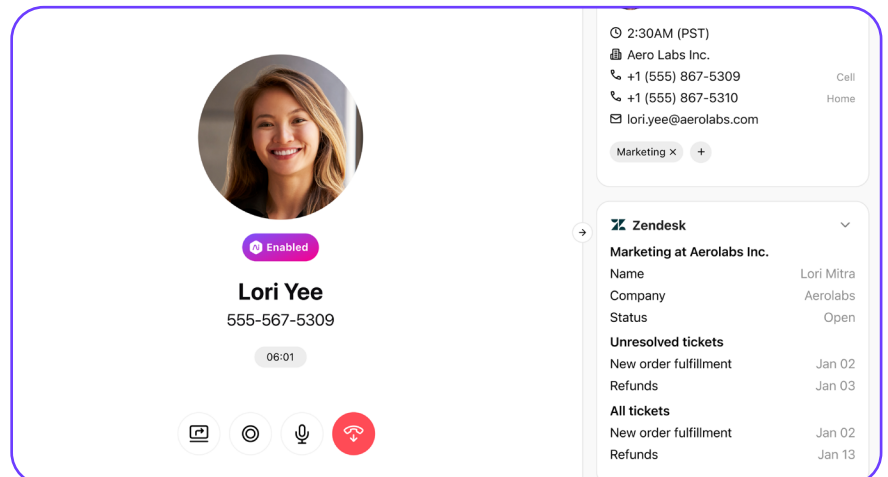 Enabled
Lori Yee
555-567-5309
06:01
2:30AM (PST)
Aero Labs Inc.
+1 (555) 867-5309 Cell
+1 (555) 867-5310 Home
lori.yee@aerolabs.com
Marketing × +
Zendesk
Marketing at Aerolabs Inc.
Name Lori Mitra
Company Aerolabs
Status Open
Unresolved tickets
New order fulfillment Jan 02
Refunds Jan 03
All tickets
New order fulfillment Jan 02
Refunds Jan 13